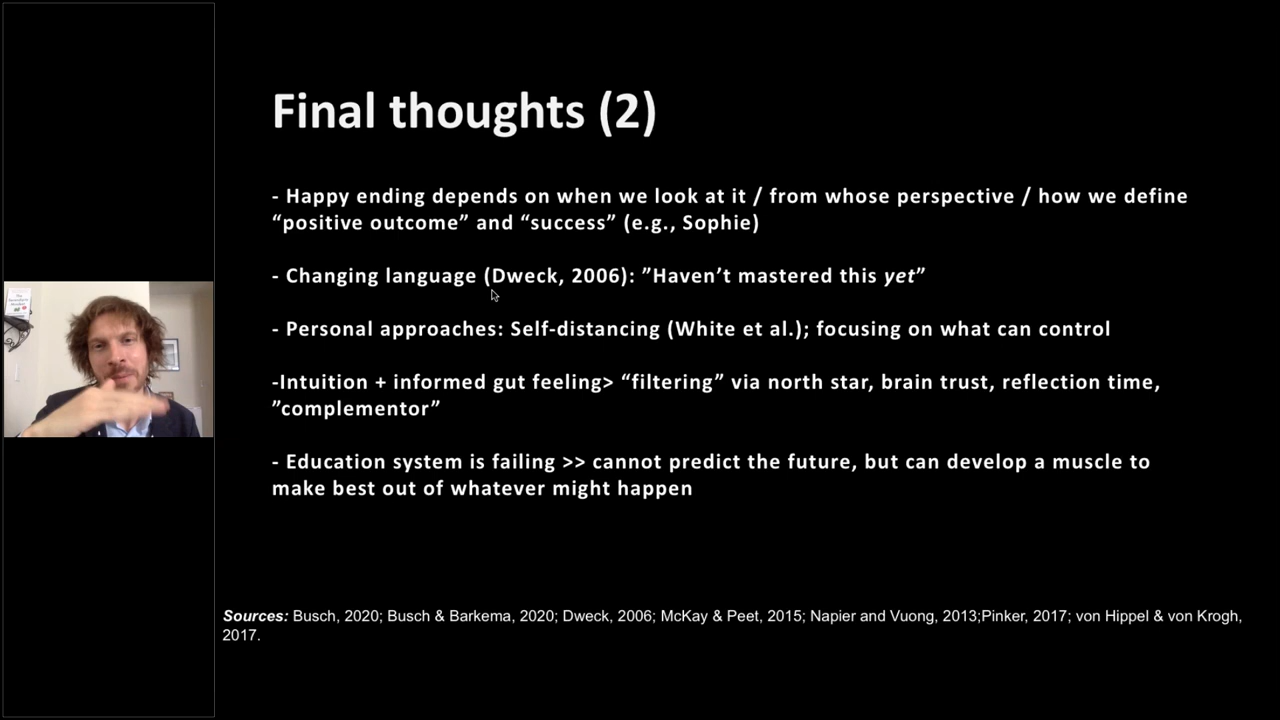 Final thoughts (2)
- Happy ending depends on when we look at it / from whose perspective / how we define
“positive outcome” and “success” (e.g., Sophie)
- Changing language (Dweck, 2006): ”Haven’t mastered this yet”
- Personal approaches: Self-distancing (White et al.); focusing on what can control
-Intuition + informed gut feeling> “filtering” via north star, brain trust, reflection time,
”complementor”
- Education system is failing >> cannot predict the future, but can develop a muscle to
make best out of whatever might happen
Sources: Busch, 2020; Busch & Barkema, 2020; Dweck, 2006; McKay & Peet, 2015; Napier and Vuong, 2013;Pinker, 2017; von Hippel & von Krogh,
2017.